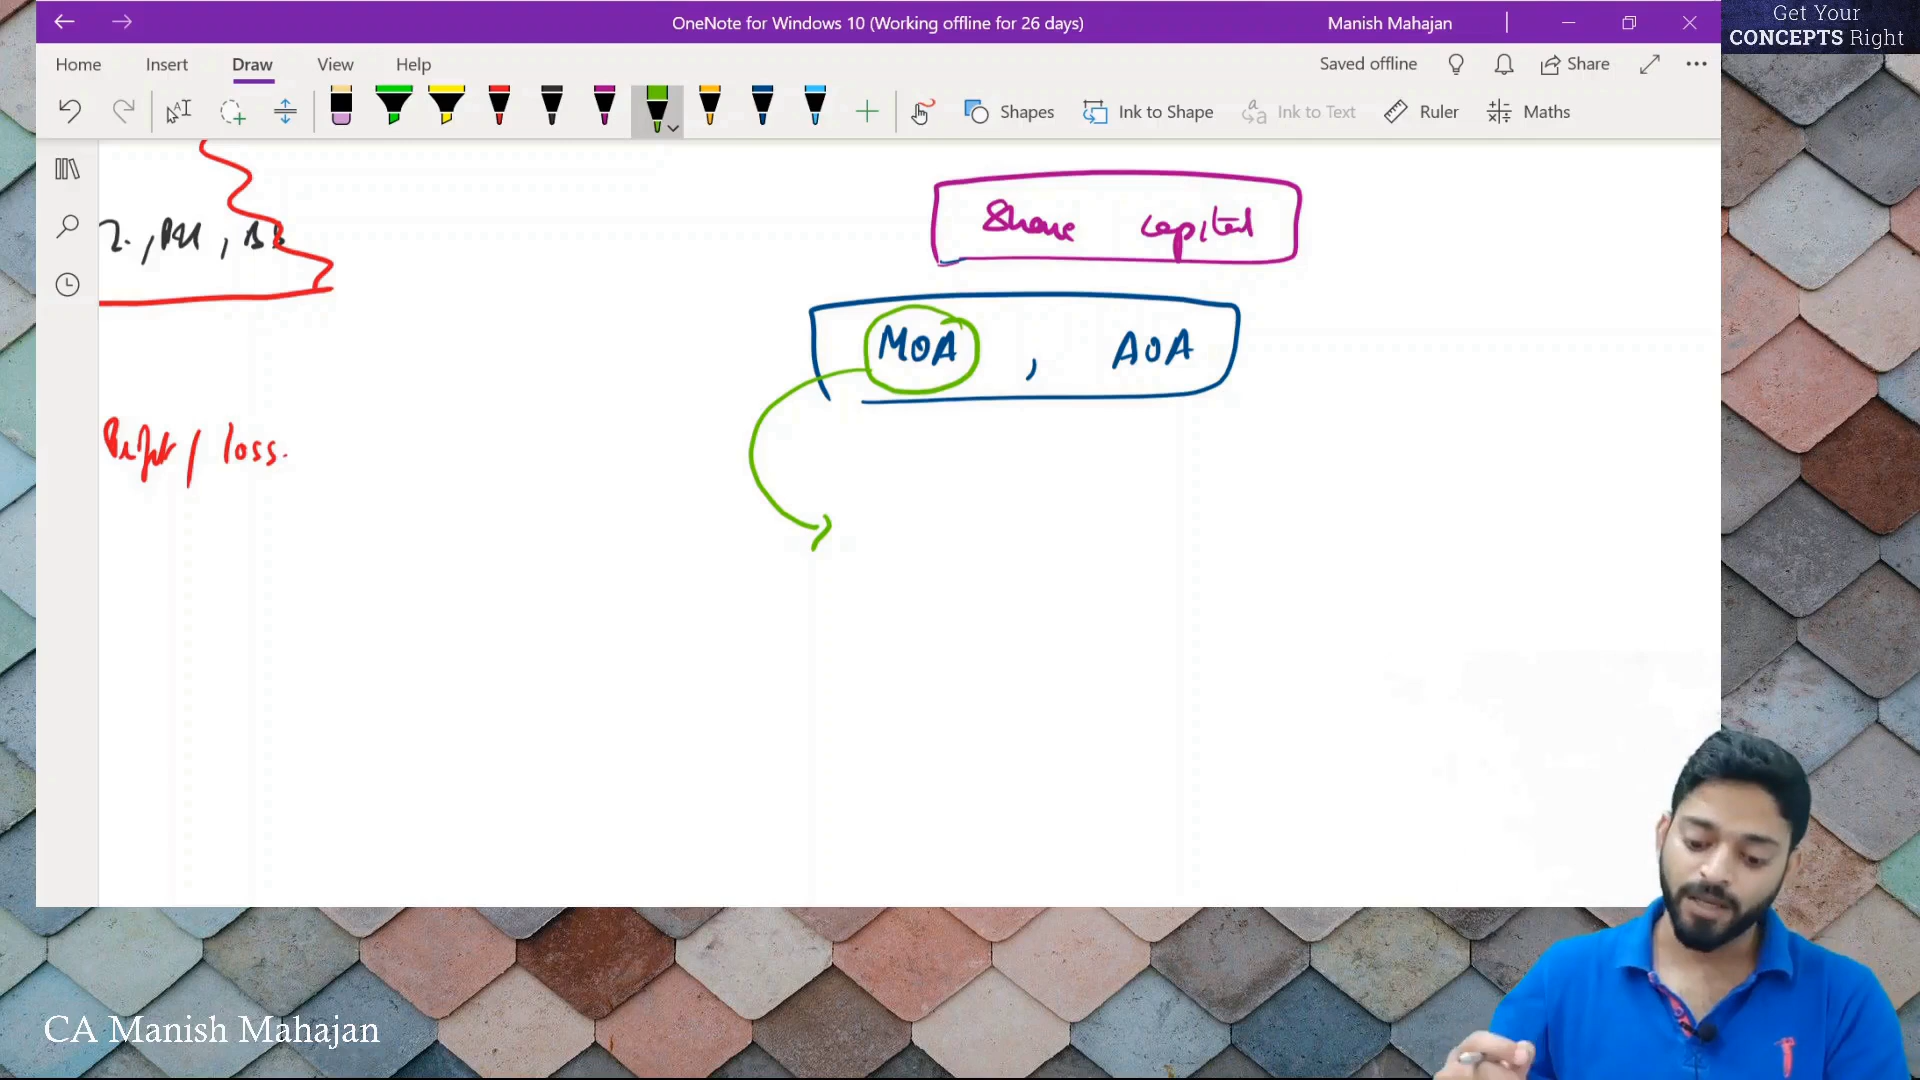 OneNote for Windows 10 (Working offline for 26 days)
Manish Mahajan
Get Your
CONCEPTS Right
Home Insert Draw View Help
Saved offline
Share
Shapes
Ink to Shape
Ink to Text
Ruler
Maths
Share capital
MOA , AOA
/ loss.
CA Manish Mahajan